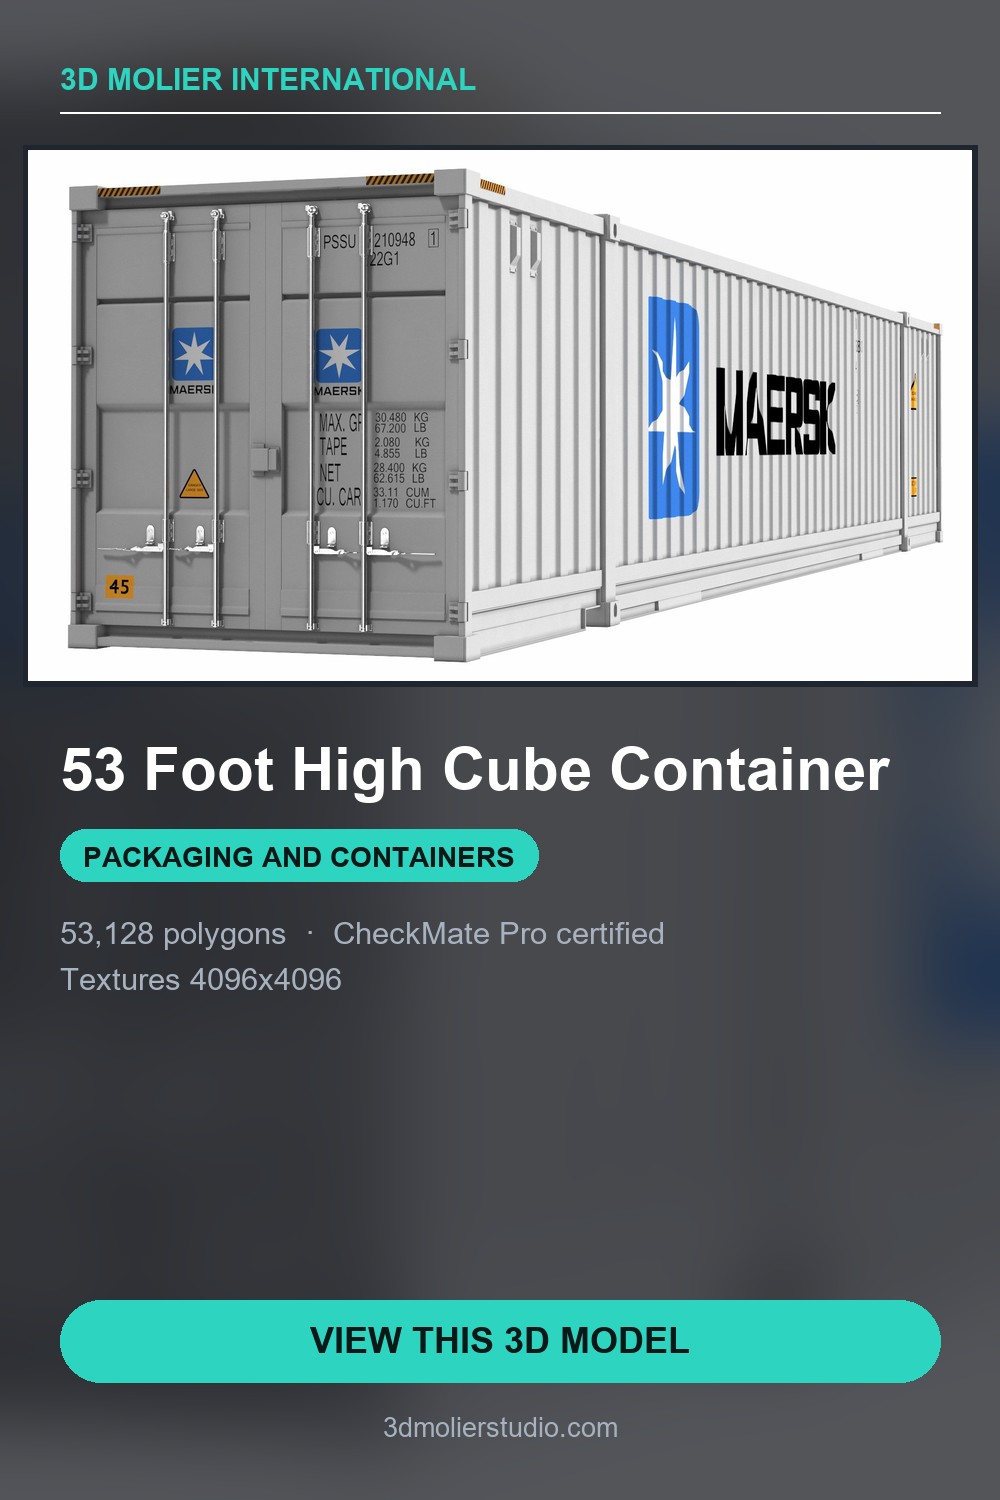 3D MOLIER INTERNATIONAL
PSSU 210948 1
22G1
MAERSK
MAERSK
MAERSK
MAX. GR 30.480 KG
67.200 LB
TAPE 2.080 KG
4.855 LB
NET 28.400 KG
62.615 LB
CU. CAP 33.11 CUM
1.170 CU.FT
45
53 Foot High Cube Container
PACKAGING AND CONTAINERS
53,128 polygons · CheckMate Pro certified
Textures 4096x4096
VIEW THIS 3D MODEL
3dmolierstudio.com